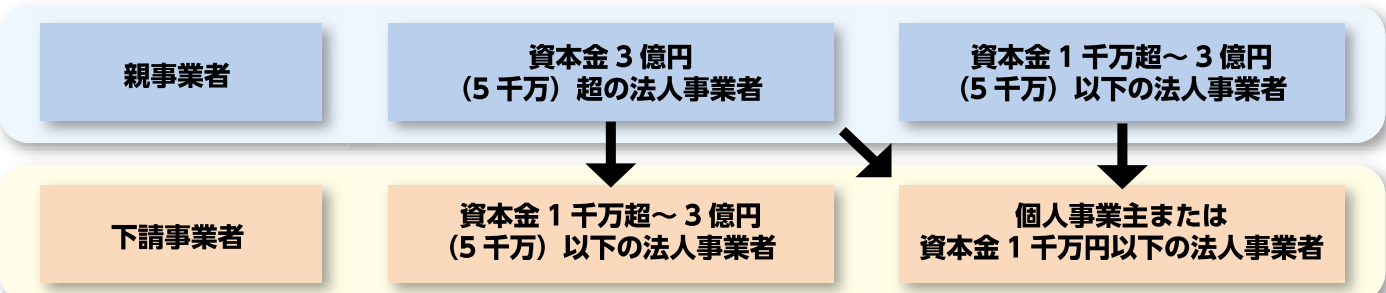 親事業者
資本金 3 億円
（5 千万）超の法人事業者
資本金 1 千万超～ 3 億円
（5 千万）以下の法人事業者
下請事業者
資本金 1 千万超～ 3 億円
（5 千万）以下の法人事業者
個人事業主または
資本金 1 千万円以下の法人事業者